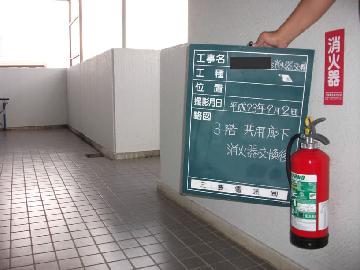 工事名 消火器交換
工種
位置
撮影月日 平成23年9月2日
略図
3階 共用廊下
消火器交換後
消火器